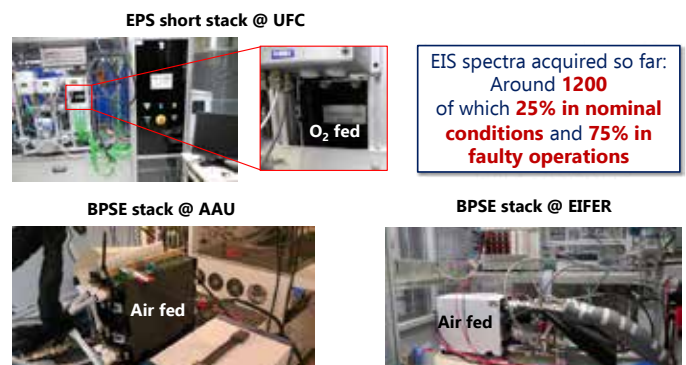 EPS short stack @ UFC
EIS spectra acquired so far:
Around 1200
of which 25% in nominal
conditions and 75% in
faulty operations
O₂ fed
BPSE stack @ AAU
BPSE stack @ EIFER
Air fed
Air fed